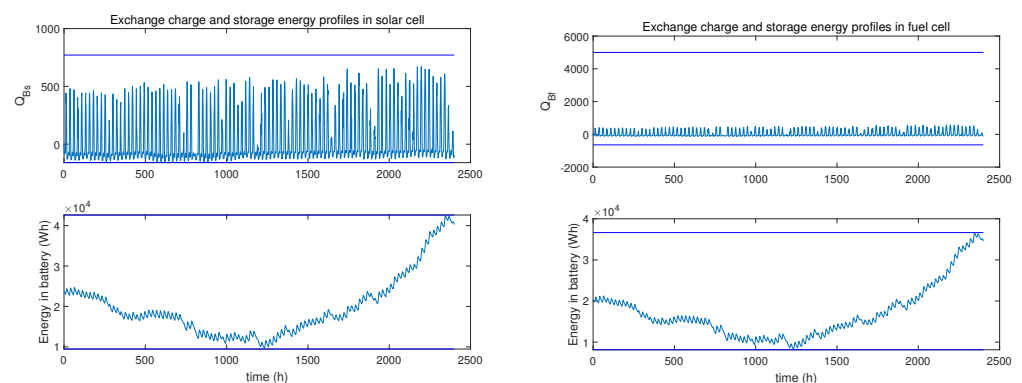 Exchange charge and storage energy profiles in solar cell
1000
500
0
Q_Bs
0 500 1000 1500 2000 2500
×10^4
4
3
2
1
Energy in battery (Wh)
0 500 1000 1500 2000 2500
time (h)
Exchange charge and storage energy profiles in fuel cell
6000
4000
2000
0
-2000
Q_Bf
0 500 1000 1500 2000 2500
×10^4
4
3
2
1
Energy in battery (Wh)
0 500 1000 1500 2000 2500
time (h)